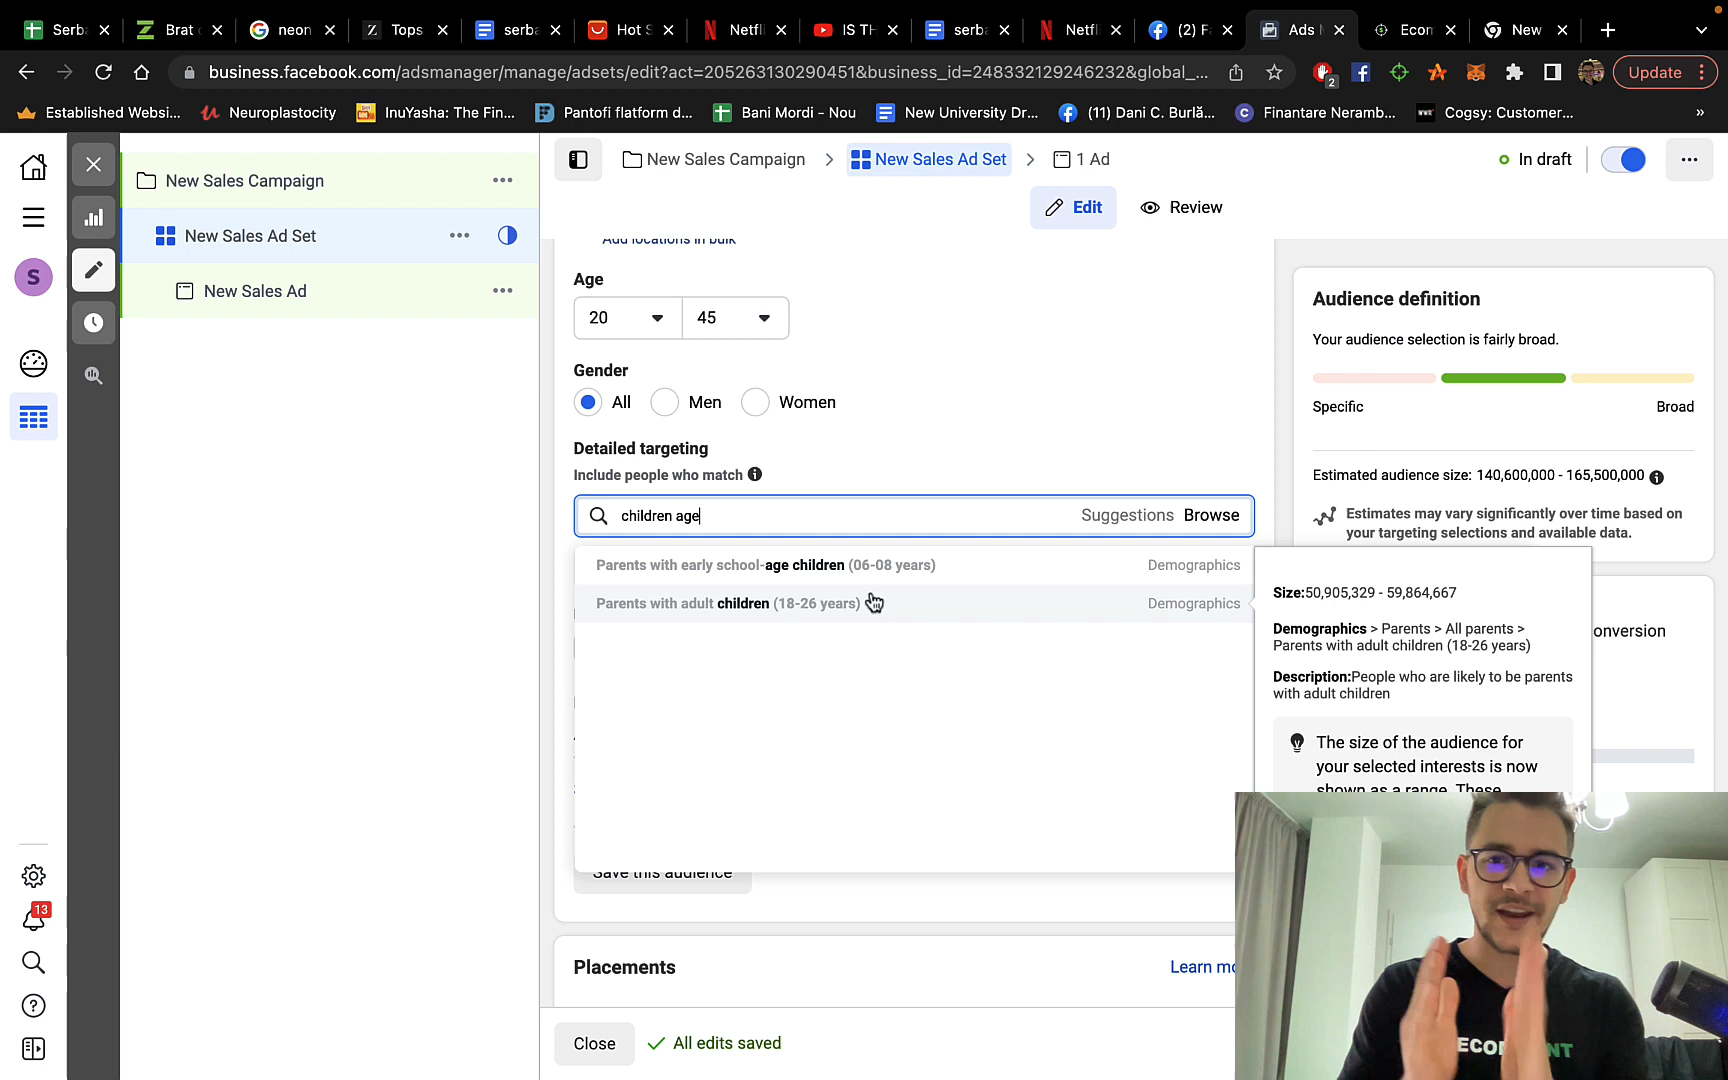 Serb
Brat
neon
Tops
serb
Hot S
Netfl
IS TH
serb
Netfl
(2) F
Ads
Econ
New
business.facebook.com/adsmanager/manage/adsets/edit?act=205263130290451&business_id=248332129246232&global_...
2
Update
Established Websi...
Neuroplastocity
InuYasha: The Fin...
Pantofi flatform d...
Bani Mordi - Nou
New University Dr...
(11) Dani C. Burlă...
Finantare Neramb...
Cogsy: Customer...
New Sales Campaign
New Sales Ad Set
1 Ad
In draft
Edit
Review
New Sales Campaign
New Sales Ad Set
New Sales Ad
S
13
Add locations in bulk
Age
20
45
Gender
All
Men
Women
Detailed targeting
Include people who match
children age
Suggestions
Browse
Parents with early school-age children (06-08 years)
Demographics
Parents with adult children (18-26 years)
Demographics
Save this audience
Placements
Learn mo
Close
All edits saved
Audience definition
Your audience selection is fairly broad.
Specific
Broad
Estimated audience size: 140,600,000 - 165,500,000
Estimates may vary significantly over time based on
your targeting selections and available data.
Size:50,905,329 - 59,864,667
Demographics > Parents > All parents >
Parents with adult children (18-26 years)
Description:People who are likely to be parents
with adult children
The size of the audience for
your selected interests is now
shown as a range. These
onversion